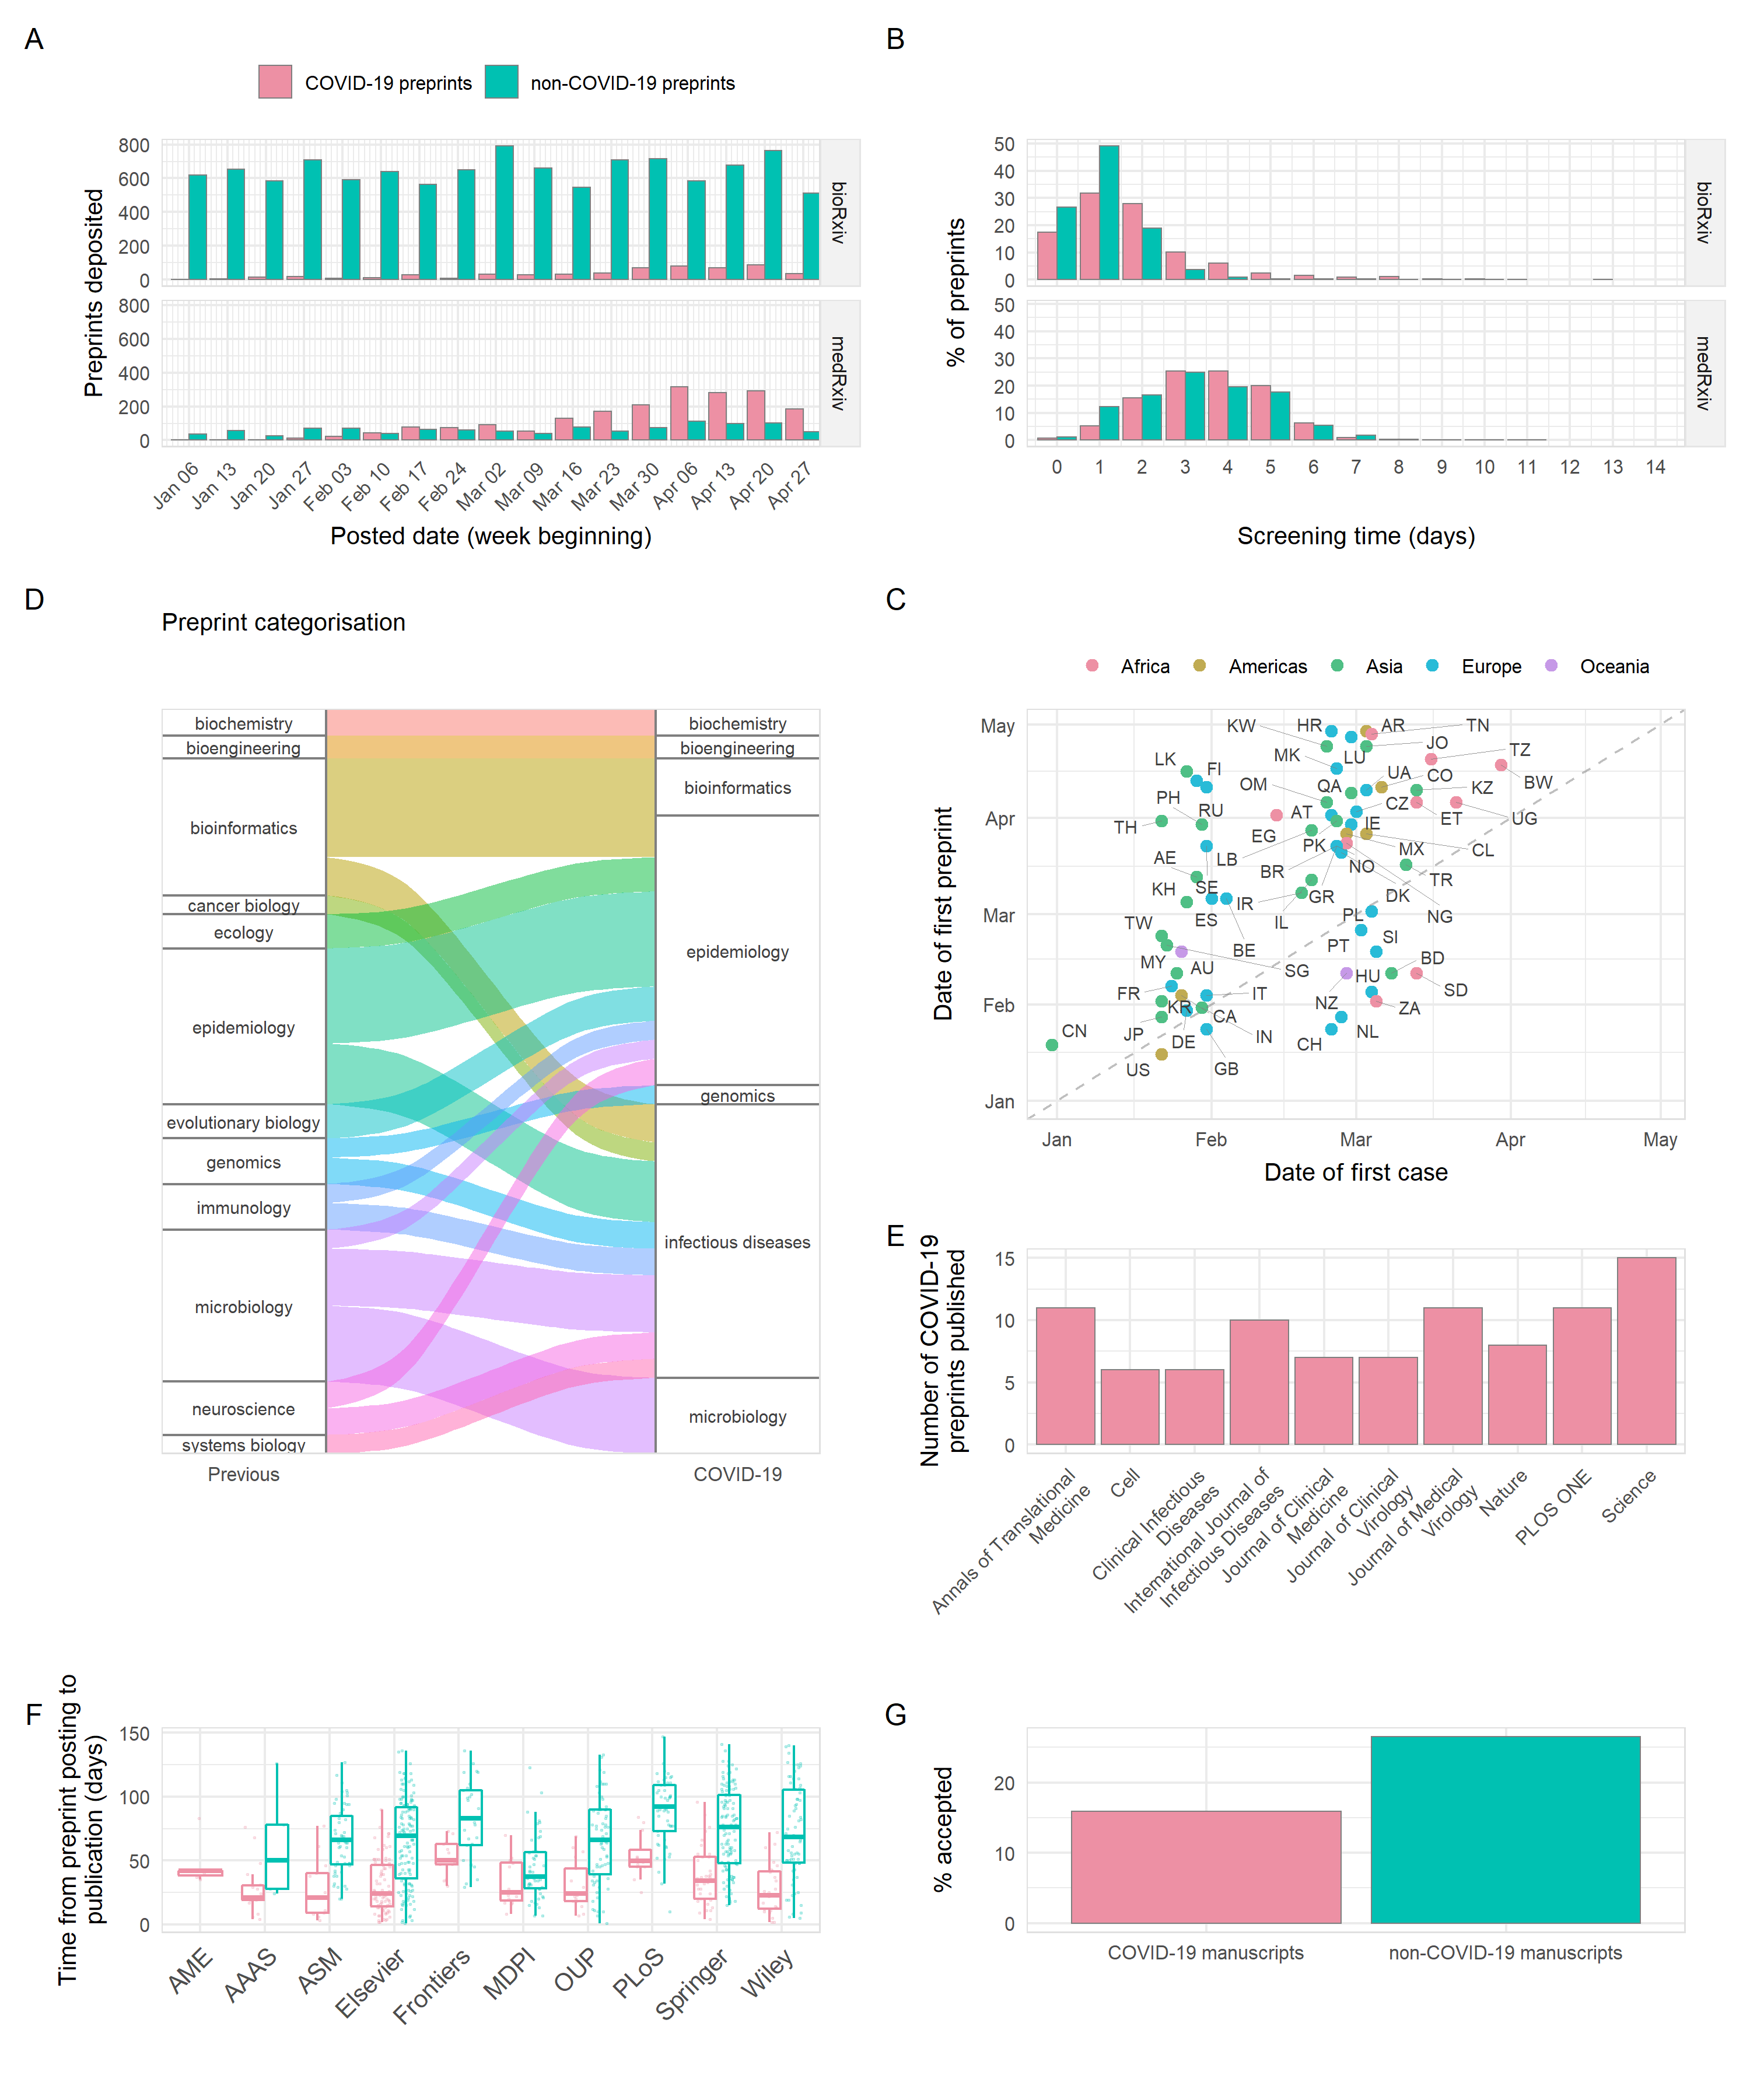 A
COVID-19 preprints
non-COVID-19 preprints
Preprints deposited
800
600
400
200
0
bioRxiv
800
600
400
200
0
medRxiv
Jan 06
Jan 13
Jan 20
Jan 27
Feb 03
Feb 10
Feb 17
Feb 24
Mar 02
Mar 09
Mar 16
Mar 23
Mar 30
Apr 06
Apr 13
Apr 20
Apr 27
Posted date (week beginning)
B
% of preprints
50
40
30
20
10
0
bioRxiv
50
40
30
20
10
0
medRxiv
0 1 2 3 4 5 6 7 8 9 10 11 12 13 14
Screening time (days)
D
Preprint categorisation
biochemistry
bioengineering
bioinformatics
cancer biology
ecology
epidemiology
evolutionary biology
genomics
immunology
microbiology
neuroscience
systems biology
Previous
biochemistry
bioengineering
bioinformatics
epidemiology
genomics
infectious diseases
microbiology
COVID-19
C
Africa
Americas
Asia
Europe
Oceania
Date of first preprint
May
Apr
Mar
Feb
Jan
KW
HR
AR
TN
MK
LU
JO
TZ
LK
FI
OM
QA
UA
CO
BW
KZ
PH
RU
TH
EG
AT
CZ
ET
UG
IE
AE
LB
PK
MX
CL
BR
NO
TR
KH
SE
IR
GR
DK
ES
IL
PL
NG
TW
BE
PT
SI
MY
AU
SG
HU
BD
FR
IT
NZ
SD
KR
CA
ZA
CN
JP
DE
IN
CH
NL
US
GB
Jan Feb Mar Apr May
Date of first case
E
Number of COVID-19
preprints published
15
10
5
0
Annals of Translational
Medicine
Cell
Clinical Infectious
Diseases
International Journal of
Infectious Diseases
Journal of Clinical
Medicine
Journal of Clinical
Virology
Journal of Medical
Virology
Nature
PLOS ONE
Science
F
Time from preprint posting to
publication (days)
150
100
50
0
AME
AAAS
ASM
Elsevier
Frontiers
MDPI
OUP
PLoS
Springer
Wiley
G
% accepted
20
10
0
COVID-19 manuscripts
non-COVID-19 manuscripts